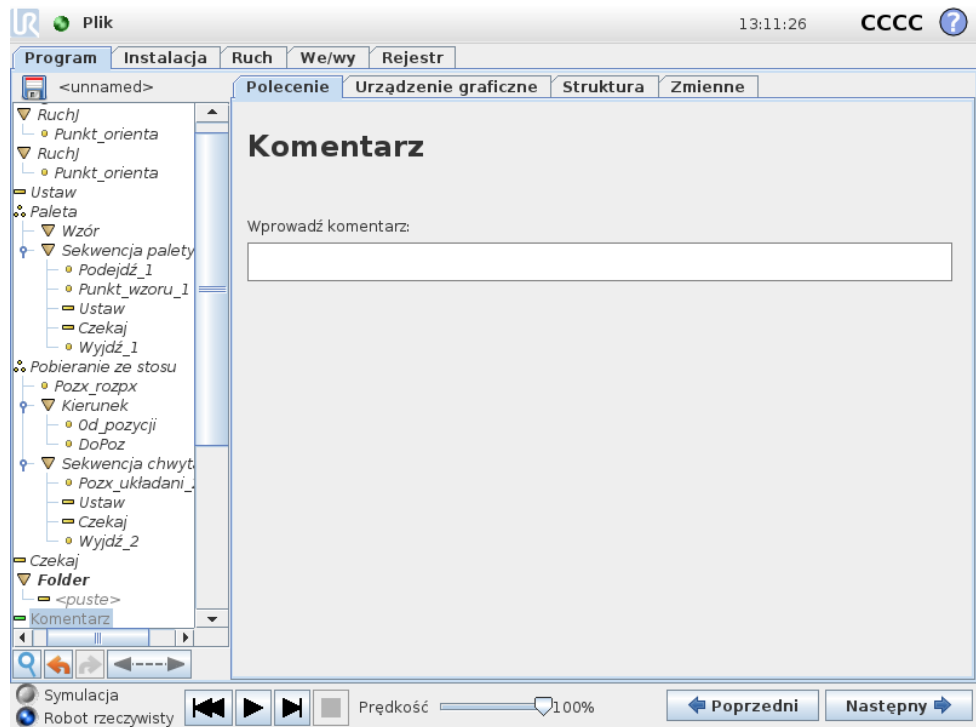 UR Plik 13:11:26 CCCC ?
Program Instalacja Ruch We/wy Rejestr
<unnamed> Polecenie Urządzenie graficzne Struktura Zmienne
RuchJ
Punkt_orienta
RuchJ
Punkt_orienta
Ustaw
Paleta
Wzór
Sekwencja palety
Podejdź_1
Punkt_wzoru_1
Ustaw
Czekaj
Wyjdź_1
Pobieranie ze stosu
Pozx_rozpx
Kierunek
Od_pozycji
DoPoz
Sekwencja chwyt
Pozx_układani_
Ustaw
Czekaj
Wyjdź_2
Czekaj
Folder
<puste>
Komentarz
Komentarz
Wprowadź komentarz:
Symulacja
Robot rzeczywisty
Prędkość 100%
Poprzedni Następny